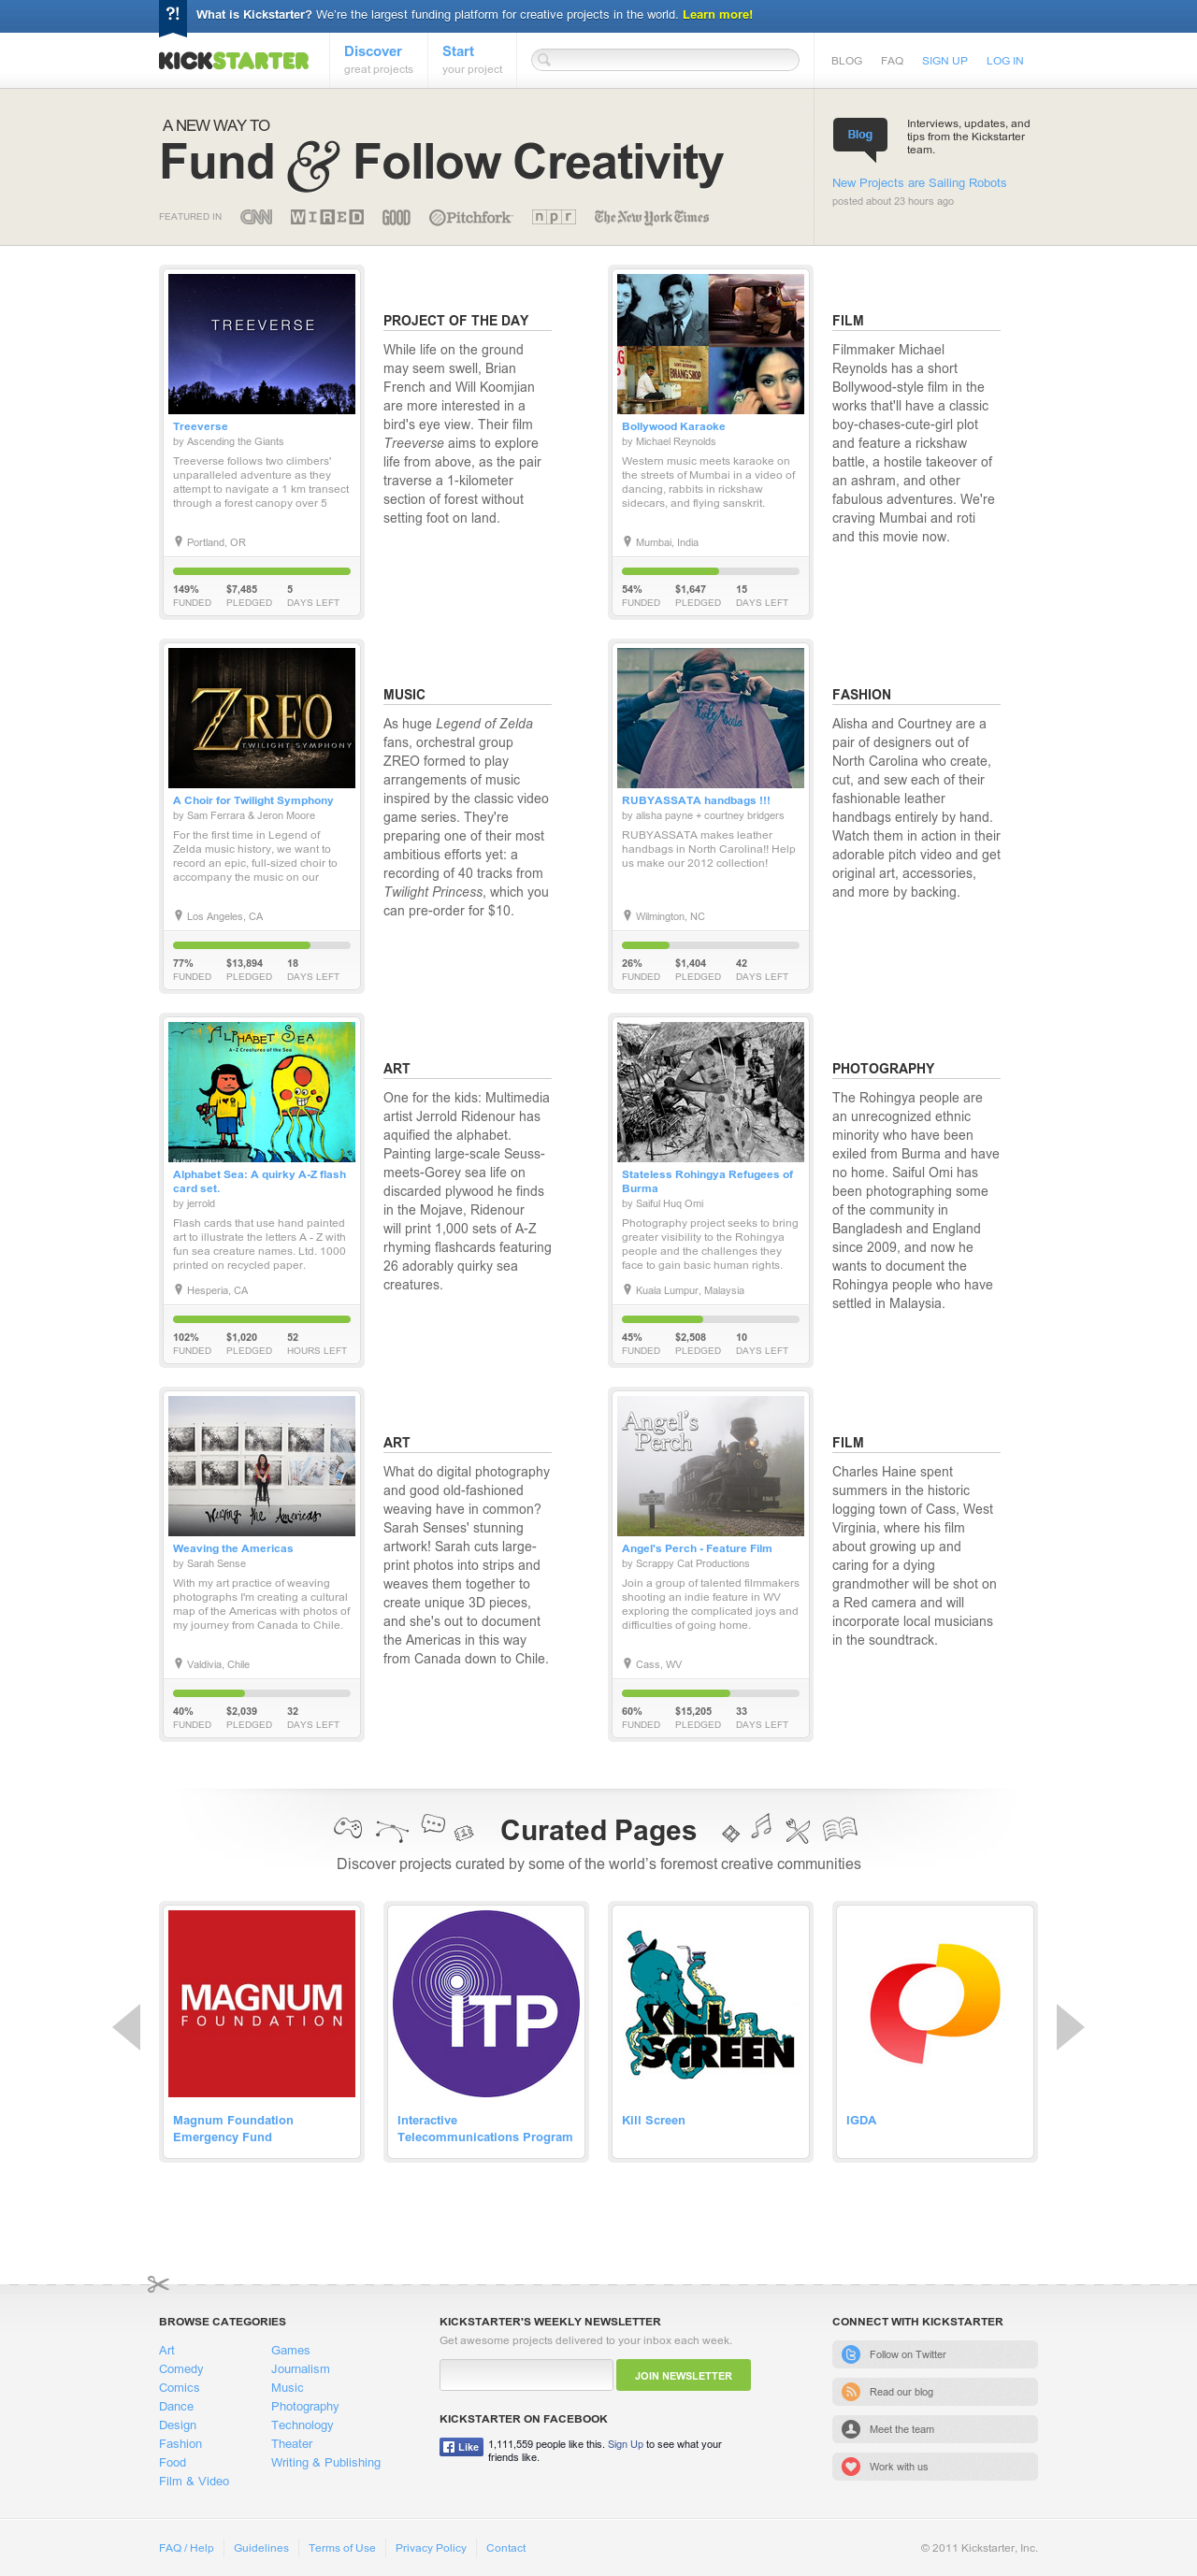 ?! What is Kickstarter? We're the largest funding platform for creative projects in the world. Learn more!
KICKSTARTER
Discover
great projects
Start
your project
BLOG FAQ SIGN UP LOG IN
A NEW WAY TO
Fund & Follow Creativity
FEATURED IN CNN WIRED GOOD Pitchfork npr The New York Times
Blog
Interviews, updates, and
tips from the Kickstarter
team.
New Projects are Sailing Robots
posted about 23 hours ago
TREEVERSE
Treeverse
by Ascending the Giants
Treeverse follows two climbers'
unparalleled adventure as they
attempt to navigate a 1 km transect
through a forest canopy over 5
Portland, OR
149% $7,485 5
FUNDED PLEDGED DAYS LEFT
PROJECT OF THE DAY
While life on the ground
may seem swell, Brian
French and Will Koomjian
are more interested in a
bird's eye view. Their film
Treeverse aims to explore
life from above, as the pair
traverse a 1-kilometer
section of forest without
setting foot on land.
BHANG SHOP
Bollywood Karaoke
by Michael Reynolds
Western music meets karaoke on
the streets of Mumbai in a video of
dancing, rabbits in rickshaw
sidecars, and flying sanskrit.
Mumbai, India
54% $1,647 15
FUNDED PLEDGED DAYS LEFT
FILM
Filmmaker Michael
Reynolds has a short
Bollywood-style film in the
works that'll have a classic
boy-chases-cute-girl plot
and feature a rickshaw
battle, a hostile takeover of
an ashram, and other
fabulous adventures. We're
craving Mumbai and roti
and this movie now.
ZREO
TWILIGHT SYMPHONY
A Choir for Twilight Symphony
by Sam Ferrara & Jeron Moore
For the first time in Legend of
Zelda music history, we want to
record an epic, full-sized choir to
accompany the music on our
Los Angeles, CA
77% $13,894 18
FUNDED PLEDGED DAYS LEFT
MUSIC
As huge Legend of Zelda
fans, orchestral group
ZREO formed to play
arrangements of music
inspired by the classic video
game series. They're
preparing one of their most
ambitious efforts yet: a
recording of 40 tracks from
Twilight Princess, which you
can pre-order for $10.
RUBYASSATA handbags !!!
by alisha payne + courtney bridgers
RUBYASSATA makes leather
handbags in North Carolina!! Help
us make our 2012 collection!
Wilmington, NC
26% $1,404 42
FUNDED PLEDGED DAYS LEFT
FASHION
Alisha and Courtney are a
pair of designers out of
North Carolina who create,
cut, and sew each of their
fashionable leather
handbags entirely by hand.
Watch them in action in their
adorable pitch video and get
original art, accessories,
and more by backing.
ALPHABET SEA
A-Z Creatures of the Sea
Alphabet Sea: A quirky A-Z flash
card set.
by jerrold
Flash cards that use hand painted
art to illustrate the letters A - Z with
fun sea creature names. Ltd. 1000
printed on recycled paper.
Hesperia, CA
102% $1,020 52
FUNDED PLEDGED HOURS LEFT
ART
One for the kids: Multimedia
artist Jerrold Ridenour has
aquified the alphabet.
Painting large-scale Seuss-
meets-Gorey sea life on
discarded plywood he finds
in the Mojave, Ridenour
will print 1,000 sets of A-Z
rhyming flashcards featuring
26 adorably quirky sea
creatures.
Stateless Rohingya Refugees of
Burma
by Saiful Huq Omi
Photography project seeks to bring
greater visibility to the Rohingya
people and the challenges they
face to gain basic human rights.
Kuala Lumpur, Malaysia
45% $2,508 10
FUNDED PLEDGED DAYS LEFT
PHOTOGRAPHY
The Rohingya people are
an unrecognized ethnic
minority who have been
exiled from Burma and have
no home. Saiful Omi has
been photographing some
of the community in
Bangladesh and England
since 2009, and now he
wants to document the
Rohingya people who have
settled in Malaysia.
Weaving the Americas
Weaving the Americas
by Sarah Sense
With my art practice of weaving
photographs I'm creating a cultural
map of the Americas with photos of
my journey from Canada to Chile.
Valdivia, Chile
40% $2,039 32
FUNDED PLEDGED DAYS LEFT
ART
What do digital photography
and good old-fashioned
weaving have in common?
Sarah Senses' stunning
artwork! Sarah cuts large-
print photos into strips and
weaves them together to
create unique 3D pieces,
and she's out to document
the Americas in this way
from Canada down to Chile.
Angel's
Perch
Angel's Perch - Feature Film
by Scrappy Cat Productions
Join a group of talented filmmakers
shooting an indie feature in WV
exploring the complicated joys and
difficulties of going home.
Cass, WV
60% $15,205 33
FUNDED PLEDGED DAYS LEFT
FILM
Charles Haine spent
summers in the historic
logging town of Cass, West
Virginia, where his film
about growing up and
caring for a dying
grandmother will be shot on
a Red camera and will
incorporate local musicians
in the soundtrack.
Curated Pages
Discover projects curated by some of the world's foremost creative communities
MAGNUM
FOUNDATION
Magnum Foundation
Emergency Fund
ITP
Interactive
Telecommunications Program
KILL
SCREEN
Kill Screen
IGDA
BROWSE CATEGORIES
Art
Comedy
Comics
Dance
Design
Fashion
Food
Film & Video
Games
Journalism
Music
Photography
Technology
Theater
Writing & Publishing
KICKSTARTER'S WEEKLY NEWSLETTER
Get awesome projects delivered to your inbox each week.
JOIN NEWSLETTER
KICKSTARTER ON FACEBOOK
Like 1,111,559 people like this. Sign Up to see what your
friends like.
CONNECT WITH KICKSTARTER
Follow on Twitter
Read our blog
Meet the team
Work with us
FAQ / Help Guidelines Terms of Use Privacy Policy Contact
© 2011 Kickstarter, Inc.